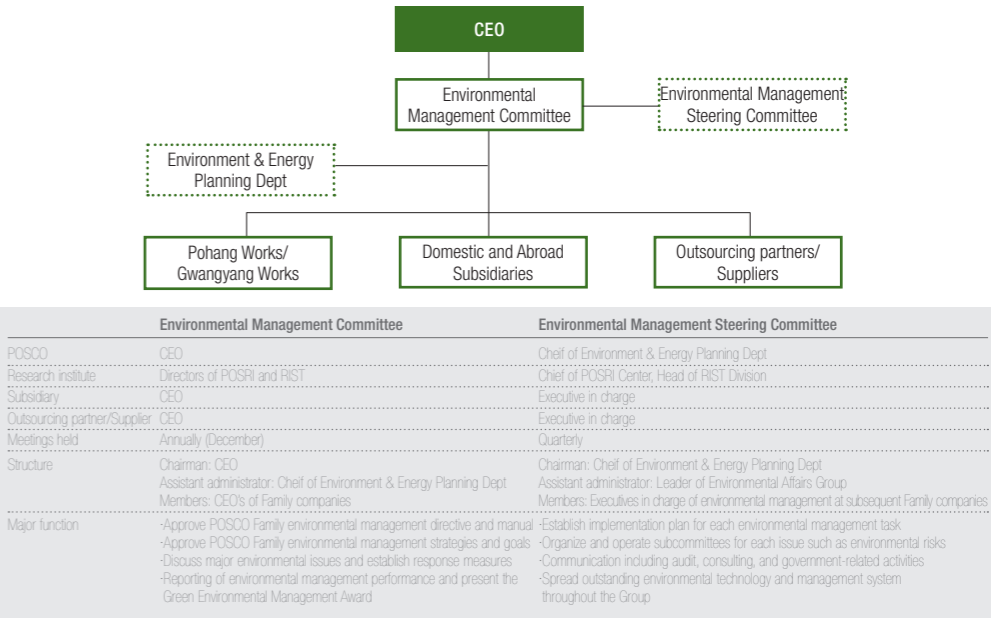 CEO
Environmental
Management Committee
Environmental Management
Steering Committee
Environment & Energy
Planning Dept
Pohang Works/
Gwangyang Works
Domestic and Abroad
Subsidiaries
Outsourcing partners/
Suppliers
Environmental Management Committee Environmental Management Steering Committee
POSCO CEO Cheif of Environment & Energy Planning Dept
Research institute Directors of POSRI and RIST Chief of POSRI Center, Head of RIST Division
Subsidiary CEO Executive in charge
Outsourcing partner/Supplier CEO Executive in charge
Meetings held Annually (December) Quarterly
Structure Chairman: CEO Chairman: Cheif of Environment & Energy Planning Dept
Assistant administrator: Cheif of Environment & Energy Planning Dept Assistant administrator: Leader of Environmental Affairs Group
Members: CEO's of Family companies Members: Executives in charge of environmental management at subsequent Family companies
Major function -Approve POSCO Family environmental management directive and manual -Establish implementation plan for each environmental management task
-Approve POSCO Family environmental management strategies and goals -Organize and operate subcommittees for each issue such as environmental risks
-Discuss major environmental issues and establish response measures -Communication including audit, consulting, and government-related activities
-Reporting of environmental management performance and present the -Spread outstanding environmental technology and management system
Green Environmental Management Award throughout the Group